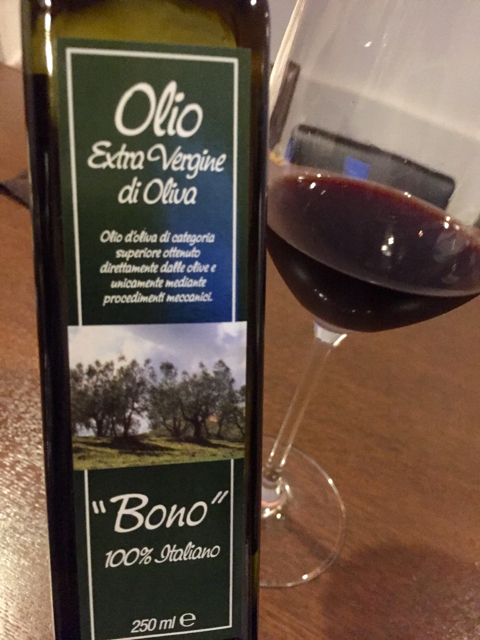 Olio
Extra Vergine
di Oliva
Olio d'oliva di categoria
superiore ottenuto
direttamente dalle olive e
unicamente mediante
procedimenti meccanici.
"Bono"
100% Italiano
250 ml e